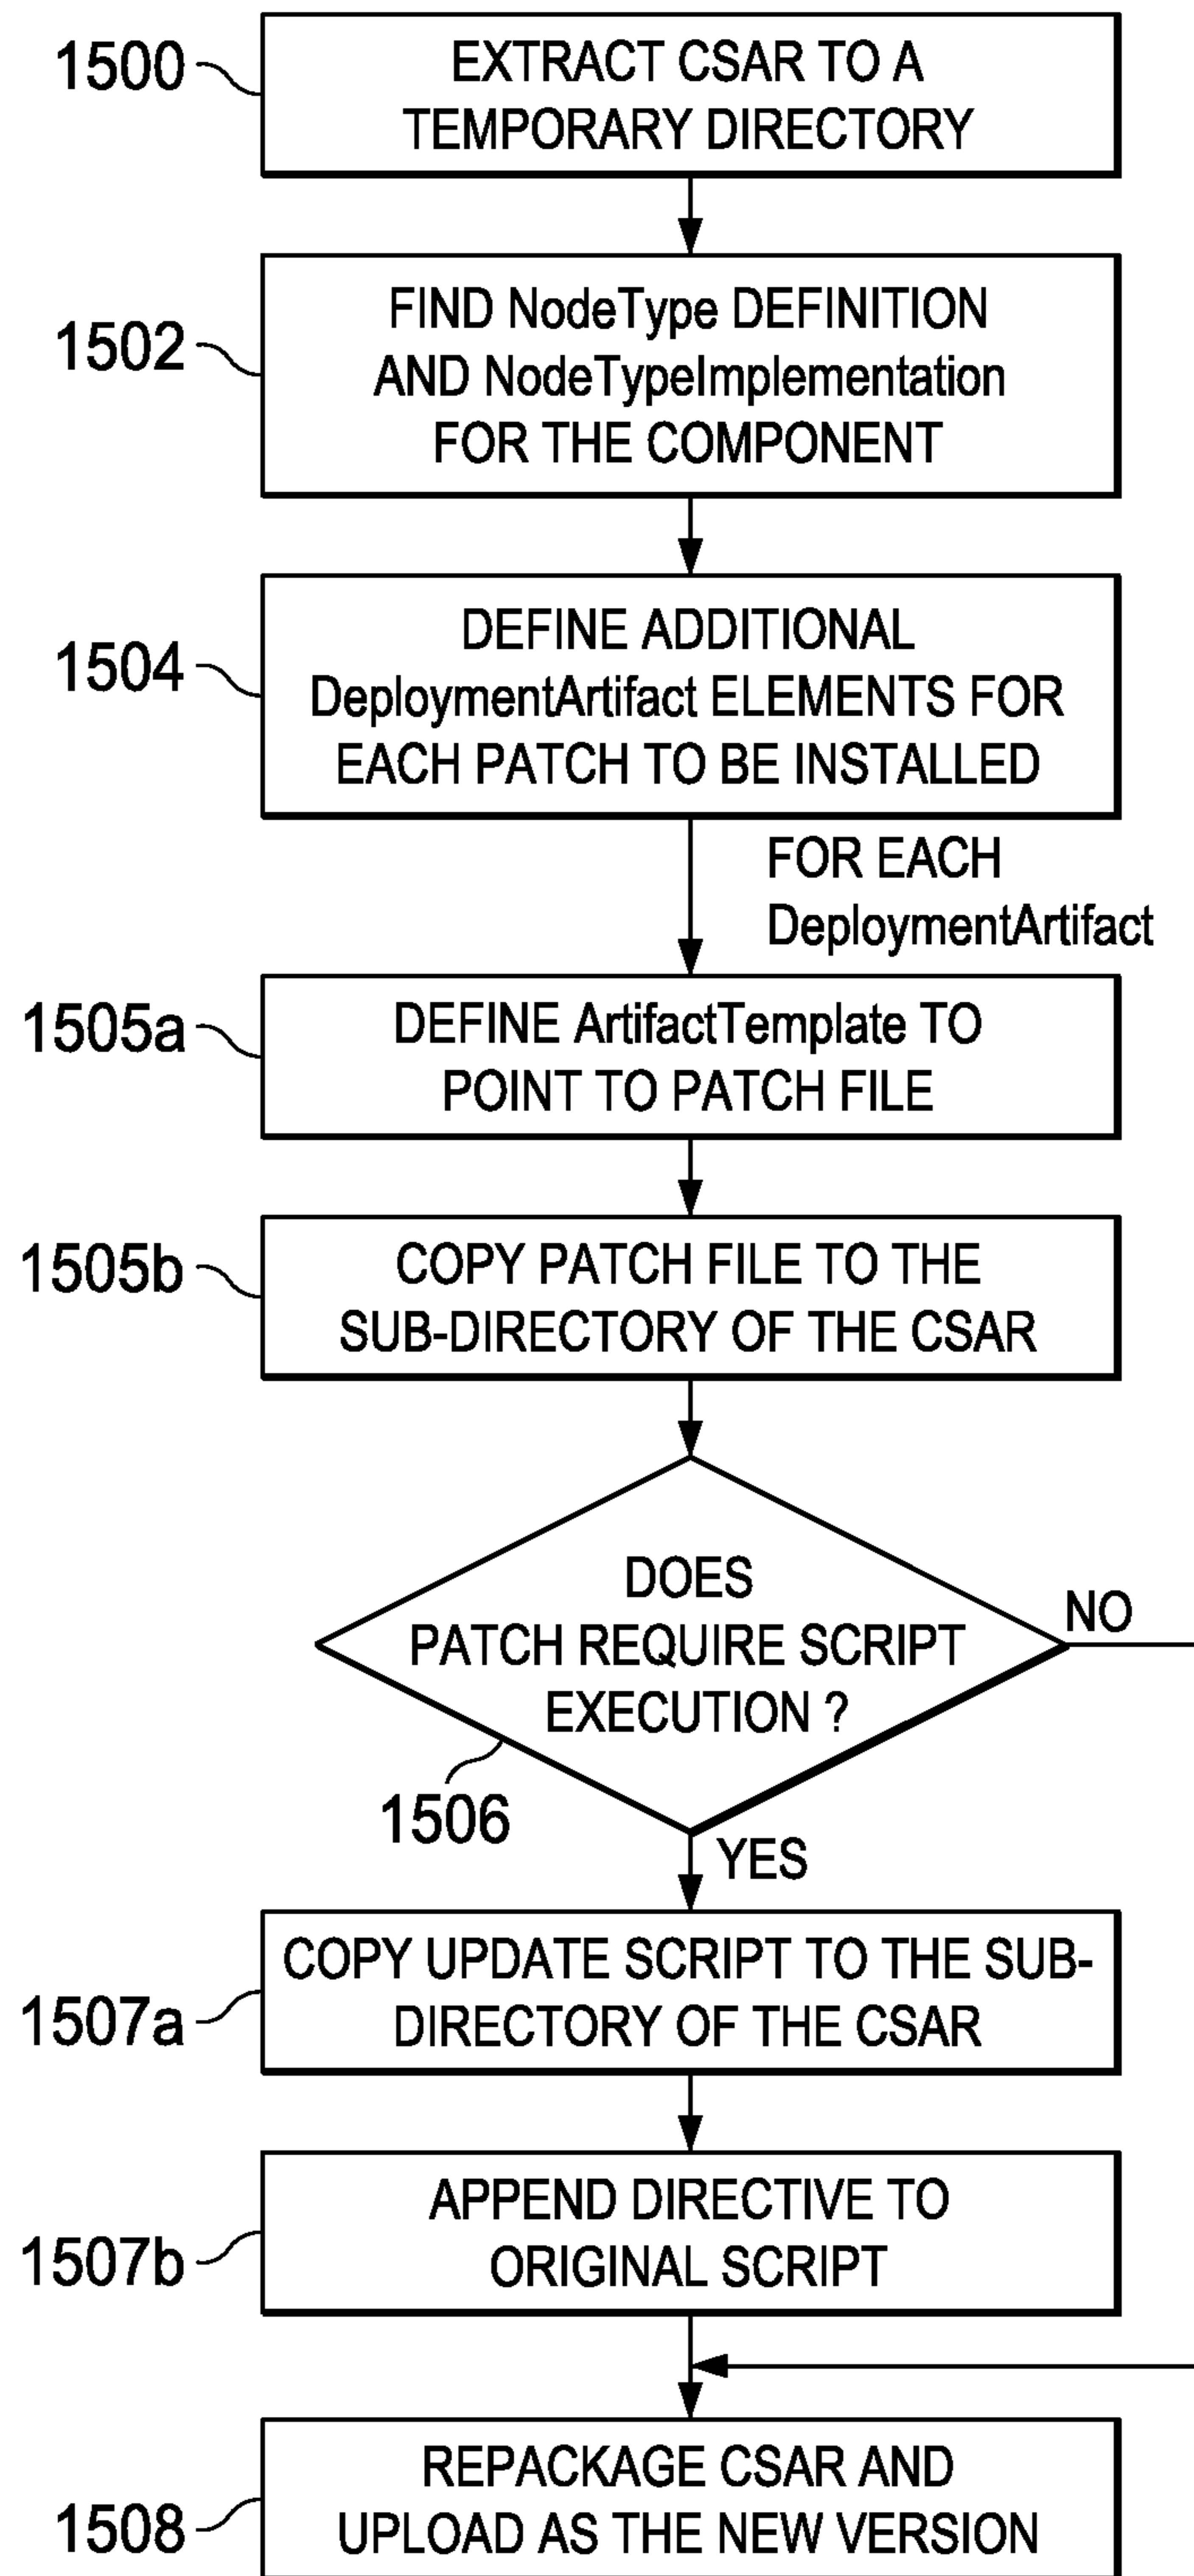 1500
EXTRACT CSAR TO A
TEMPORARY DIRECTORY
1502
FIND NodeType DEFINITION
AND NodeTypeImplementation
FOR THE COMPONENT
1504
DEFINE ADDITIONAL
DeploymentArtifact ELEMENTS FOR
EACH PATCH TO BE INSTALLED
FOR EACH
DeploymentArtifact
1505a
DEFINE ArtifactTemplate TO
POINT TO PATCH FILE
1505b
COPY PATCH FILE TO THE
SUB-DIRECTORY OF THE CSAR
DOES
PATCH REQUIRE SCRIPT
EXECUTION ?
NO
1506
YES
1507a
COPY UPDATE SCRIPT TO THE SUB-
DIRECTORY OF THE CSAR
1507b
APPEND DIRECTIVE TO
ORIGINAL SCRIPT
1508
REPACKAGE CSAR AND
UPLOAD AS THE NEW VERSION